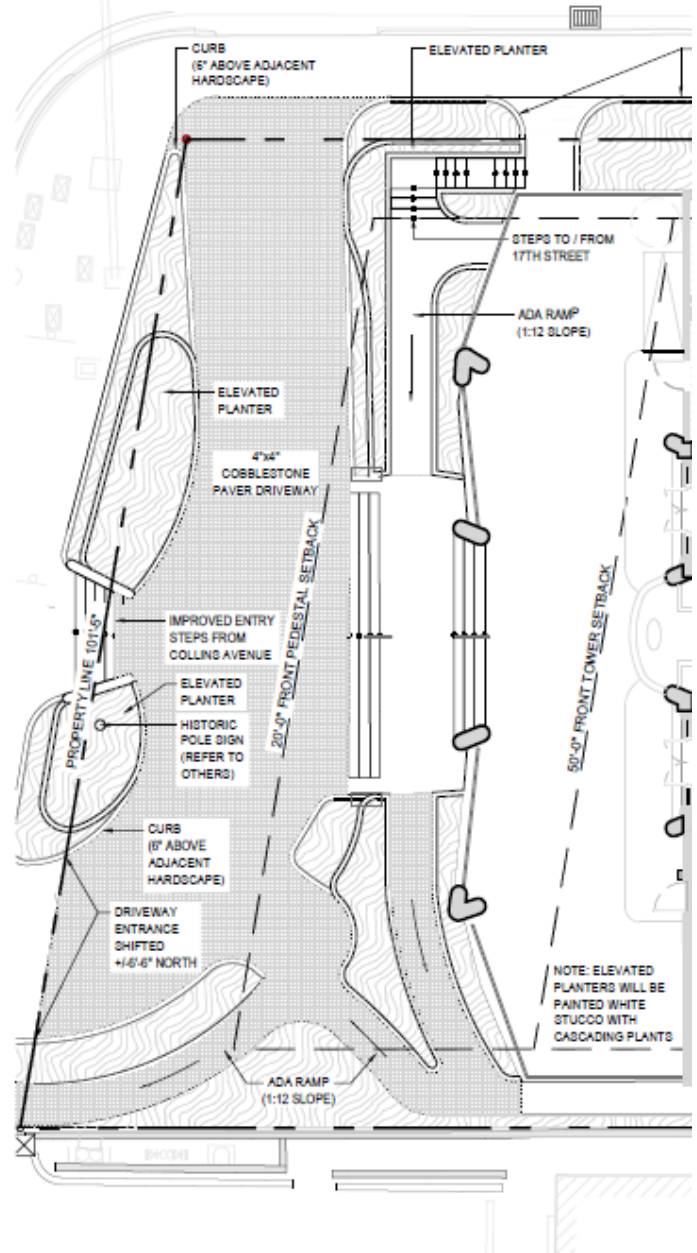 CURB
(6" ABOVE ADJACENT
HARDSCAPE)
ELEVATED PLANTER
STEPS TO / FROM
17TH STREET
ADA RAMP
(1:12 SLOPE)
ELEVATED
PLANTER
4"x4"
COBBLESTONE
PAVER DRIVEWAY
20'-0" FRONT PEDESTAL SETBACK
50'-0" FRONT TOWER SETBACK
PROPERTY LINE 101'-5"
IMPROVED ENTRY
STEPS FROM
COLLINS AVENUE
ELEVATED
PLANTER
HISTORIC
POLE SIGN
(REFER TO
OTHERS)
CURB
(6" ABOVE
ADJACENT
HARDSCAPE)
DRIVEWAY
ENTRANCE
SHIFTED
+/-6'-6" NORTH
NOTE: ELEVATED
PLANTERS WILL BE
PAINTED WHITE
STUCCO WITH
CASCADING PLANTS
ADA RAMP
(1:12 SLOPE)